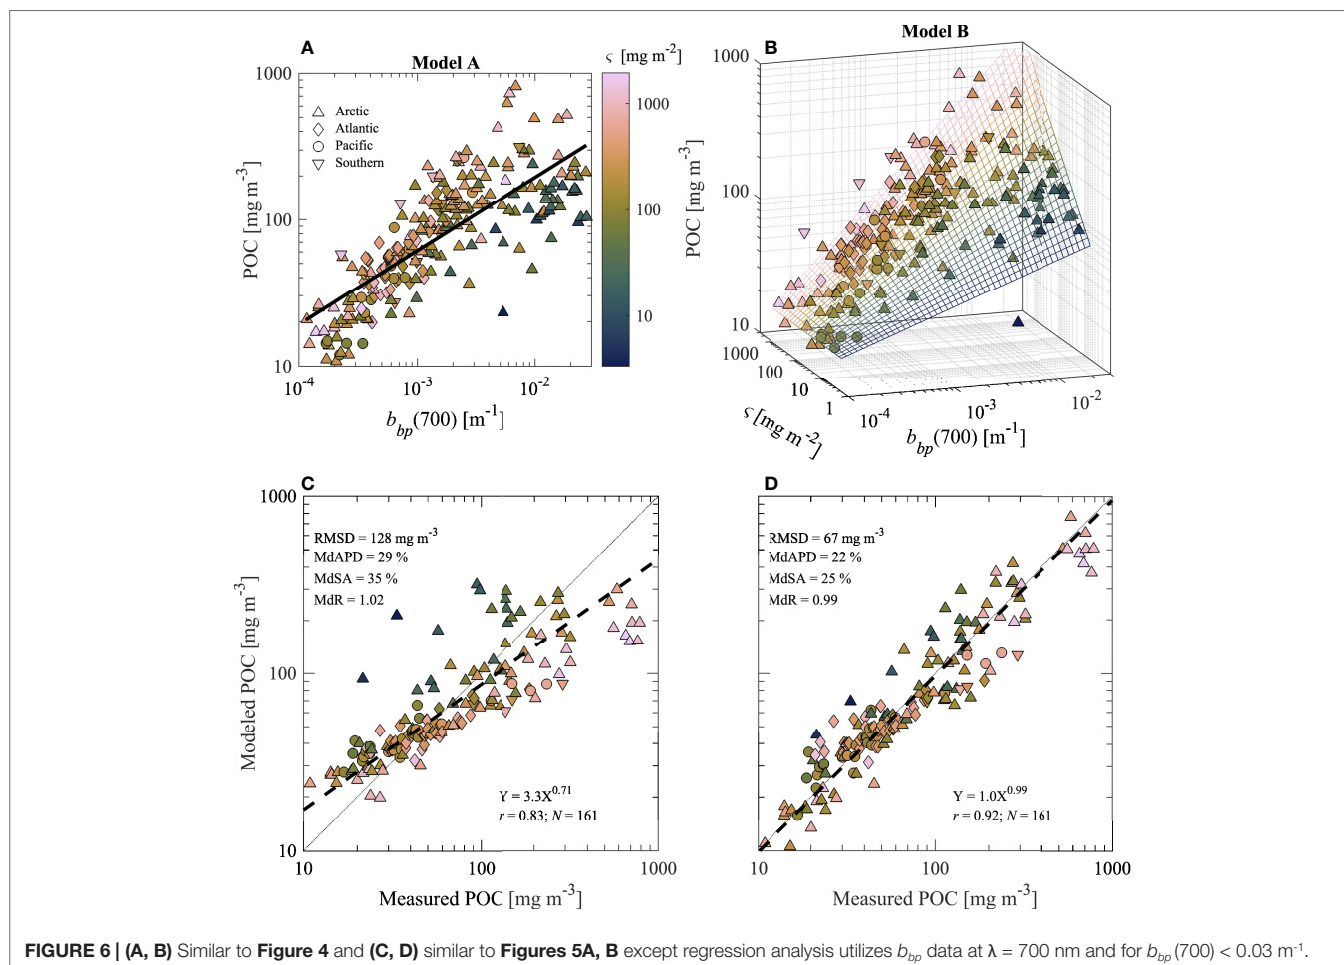 A
Model A
ς [mg m-2]
1000
100
10
1000
100
10
POC [mg m-3]
Arctic
Atlantic
Pacific
Southern
10-4
10-3
10-2
bbp(700) [m-1]
B
Model B
1000
100
10
POC [mg m-3]
1000
100
10
1
ς [mg m-2]
10-4
10-3
10-2
bbp(700) [m-1]
C
1000
100
10
Modeled POC [mg m-3]
RMSD = 128 mg m-3
MdAPD = 29 %
MdSA = 35 %
MdR = 1.02
Y = 3.3X0.71
r = 0.83; N = 161
10
100
1000
Measured POC [mg m-3]
D
RMSD = 67 mg m-3
MdAPD = 22 %
MdSA = 25 %
MdR = 0.99
Y = 1.0X0.99
r = 0.92; N = 161
10
100
1000
Measured POC [mg m-3]
FIGURE 6 | (A, B) Similar to Figure 4 and (C, D) similar to Figures 5A, B except regression analysis utilizes bbp data at λ = 700 nm and for bbp (700) < 0.03 m-1.